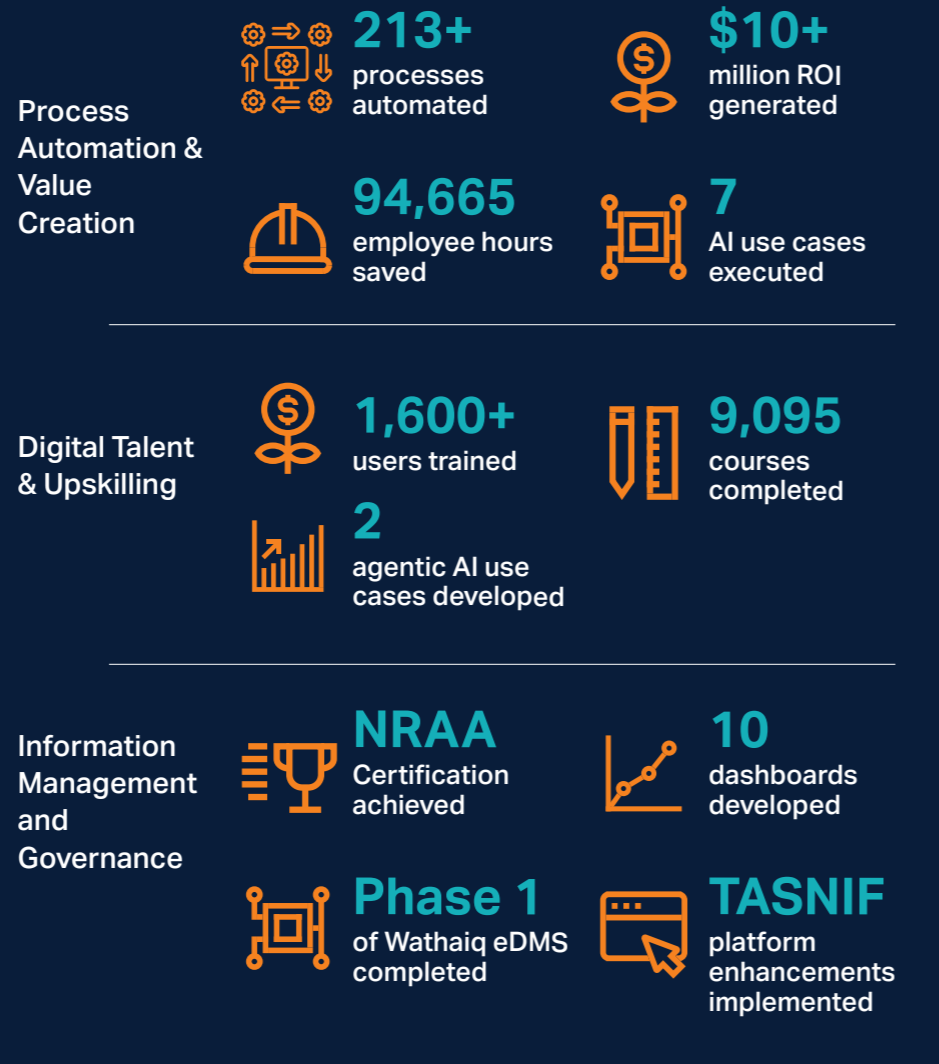 Process
Automation &
Value
Creation
213+
processes
automated
$10+
million ROI
generated
94,665
employee hours
saved
7
AI use cases
executed
Digital Talent
& Upskilling
1,600+
users trained
9,095
courses
completed
2
agentic AI use
cases developed
Information
Management
and
Governance
NRAA
Certification
achieved
10
dashboards
developed
Phase 1
of Wathaiq eDMS
completed
TASNIF
platform
enhancements
implemented